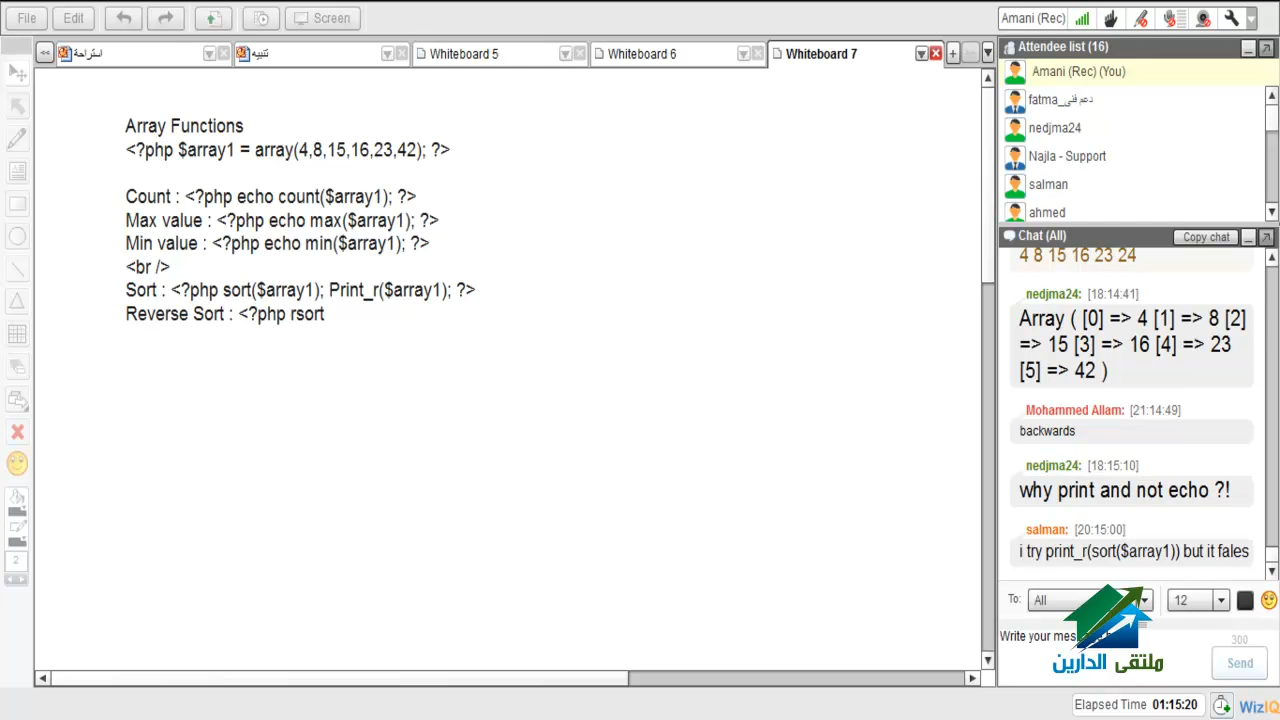 File
Edit
Screen
Amani (Rec)
<<
استراحة
تنبيه
Whiteboard 5
Whiteboard 6
Whiteboard 7
Array Functions
<?php $array1 = array(4,8,15,16,23,42); ?>
Count : <?php echo count($array1); ?>
Max value : <?php echo max($array1); ?>
Min value : <?php echo min($array1); ?>
<br />
Sort : <?php sort($array1); Print_r($array1); ?>
Reverse Sort : <?php rsort
2
Attendee list (16)
Amani (Rec) (You)
fatma_دعم فنى
nedjma24
Najla - Support
salman
ahmed
Chat (All)
Copy chat
4 8 15 16 23 24
nedjma24: [18:14:41]
Array ( [0] => 4 [1] => 8 [2]
=> 15 [3] => 16 [4] => 23
[5] => 42 )
Mohammed Allam: [21:14:49]
backwards
nedjma24: [18:15:10]
why print and not echo ?!
salman: [20:15:00]
i try print_r(sort($array1)) but it fales
To: All
12
Write your mes
300
Send
ملتقى الدارين
Elapsed Time 01:15:20
WizIQ